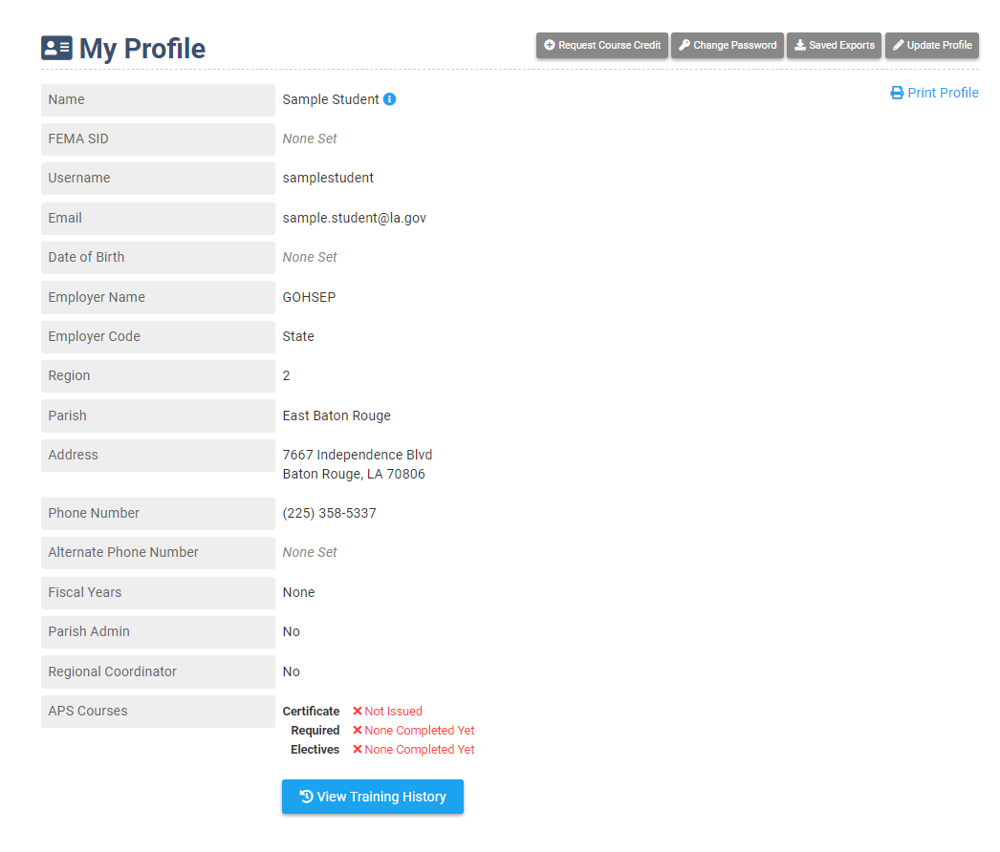 My Profile
Request Course Credit
Change Password
Saved Exports
Update Profile
Print Profile
Name Sample Student
FEMA SID None Set
Username samplestudent
Email sample.student@la.gov
Date of Birth None Set
Employer Name GOHSEP
Employer Code State
Region 2
Parish East Baton Rouge
Address 7667 Independence Blvd
Baton Rouge, LA 70806
Phone Number (225) 358-5337
Alternate Phone Number None Set
Fiscal Years None
Parish Admin No
Regional Coordinator No
APS Courses Certificate Not Issued
Required None Completed Yet
Electives None Completed Yet
View Training History